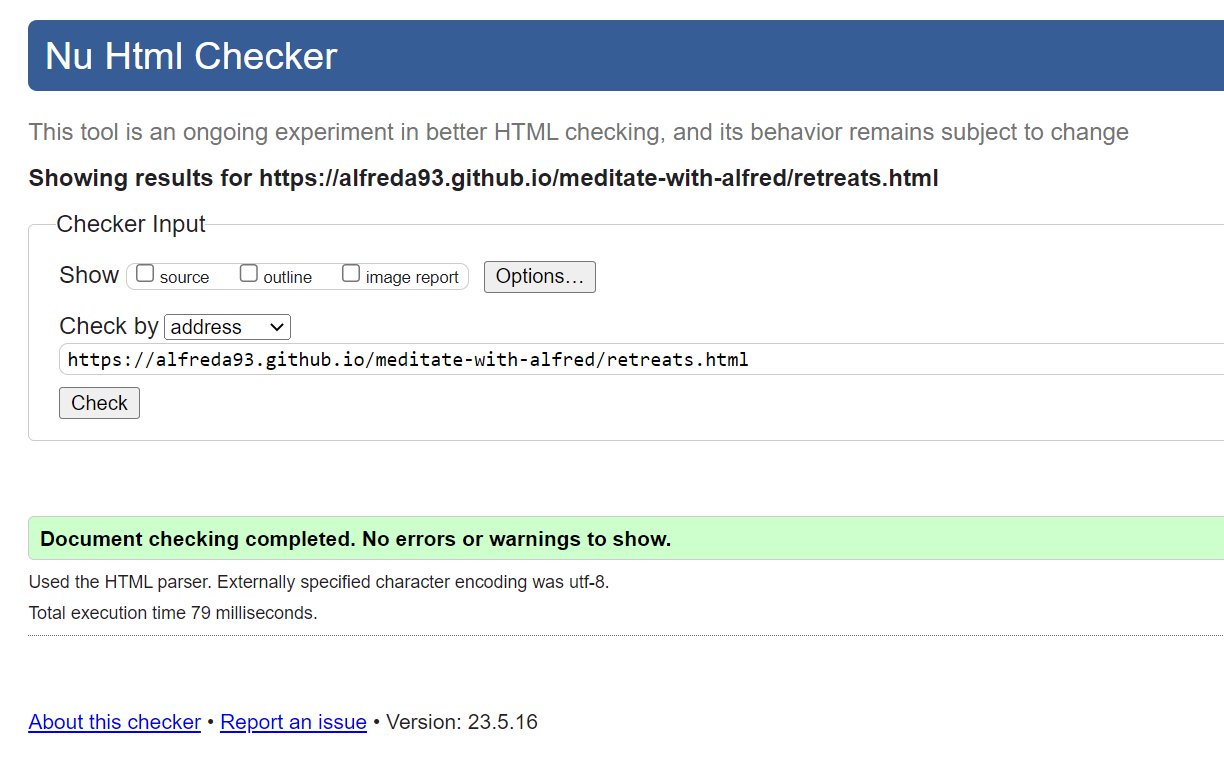 Nu Html Checker
This tool is an ongoing experiment in better HTML checking, and its behavior remains subject to change
Showing results for https://alfreda93.github.io/meditate-with-alfred/retreats.html
Checker Input
Show source outline image report Options...
Check by address
https://alfreda93.github.io/meditate-with-alfred/retreats.html
Check
Document checking completed. No errors or warnings to show.
Used the HTML parser. Externally specified character encoding was utf-8.
Total execution time 79 milliseconds.
About this checker • Report an issue • Version: 23.5.16